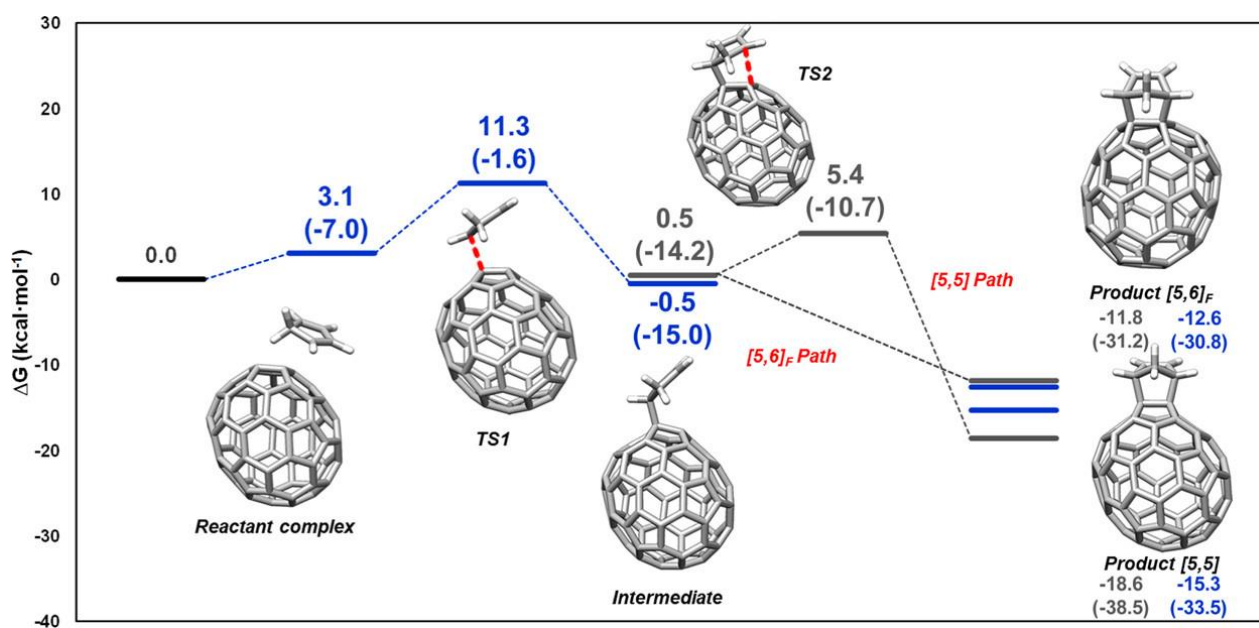 30
20
10
0
-10
-20
-30
-40
ΔG (kcal·mol-1)
0.0
3.1
(-7.0)
Reactant complex
11.3
(-1.6)
TS1
0.5
(-14.2)
-0.5
(-15.0)
Intermediate
TS2
5.4
(-10.7)
[5,5] Path
[5,6]F Path
Product [5,6]F
-11.8 -12.6
(-31.2) (-30.8)
Product [5,5]
-18.6 -15.3
(-38.5) (-33.5)